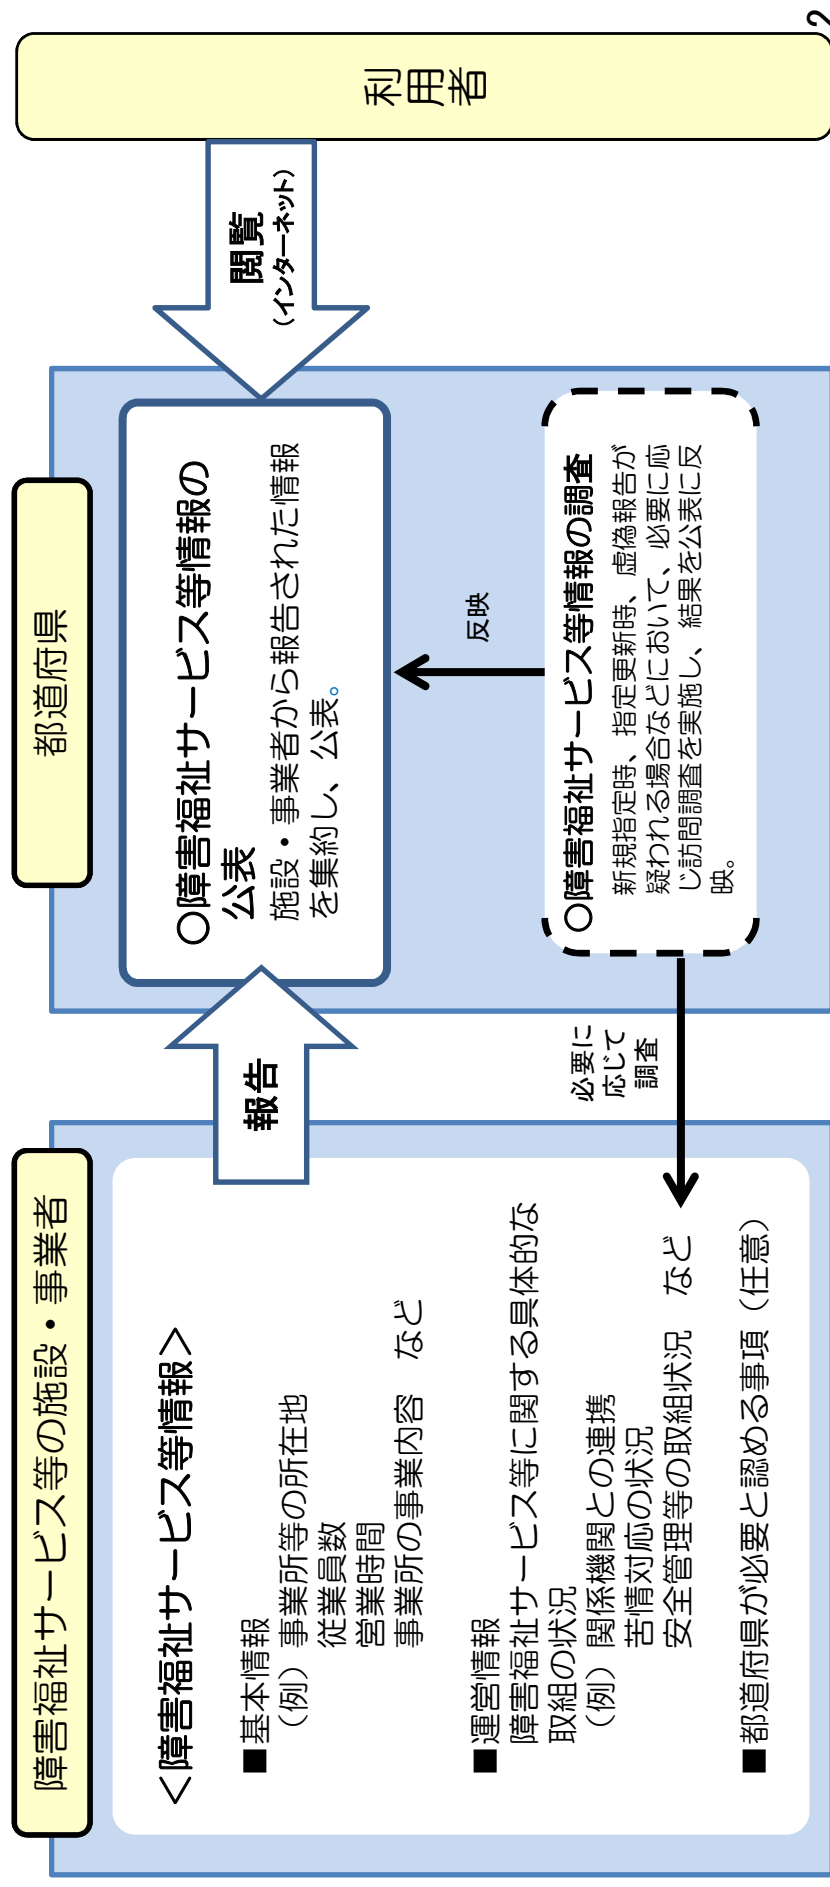 障害福祉サービス等の施設・事業者
＜障害福祉サービス等情報＞
■基本情報
（例）事業所等の所在地
従業員数
営業時間
事業所の事業内容　など
■運営情報
障害福祉サービス等に関する具体的な
取組の状況
（例）関係機関との連携
苦情対応の状況
安全管理等の取組状況　など
■都道府県が必要と認める事項（任意）
報告
必要に
応じて
調査
都道府県
○障害福祉サービス等情報の
公表
施設・事業者から報告された情報
を集約し、公表。
反映
○障害福祉サービス等情報の調査
新規指定時、指定更新時、虚偽報告が
疑われる場合などにおいて、必要に応
じ訪問調査を実施し、結果を公表に反
映。
閲覧
（インターネット）
利用者
2